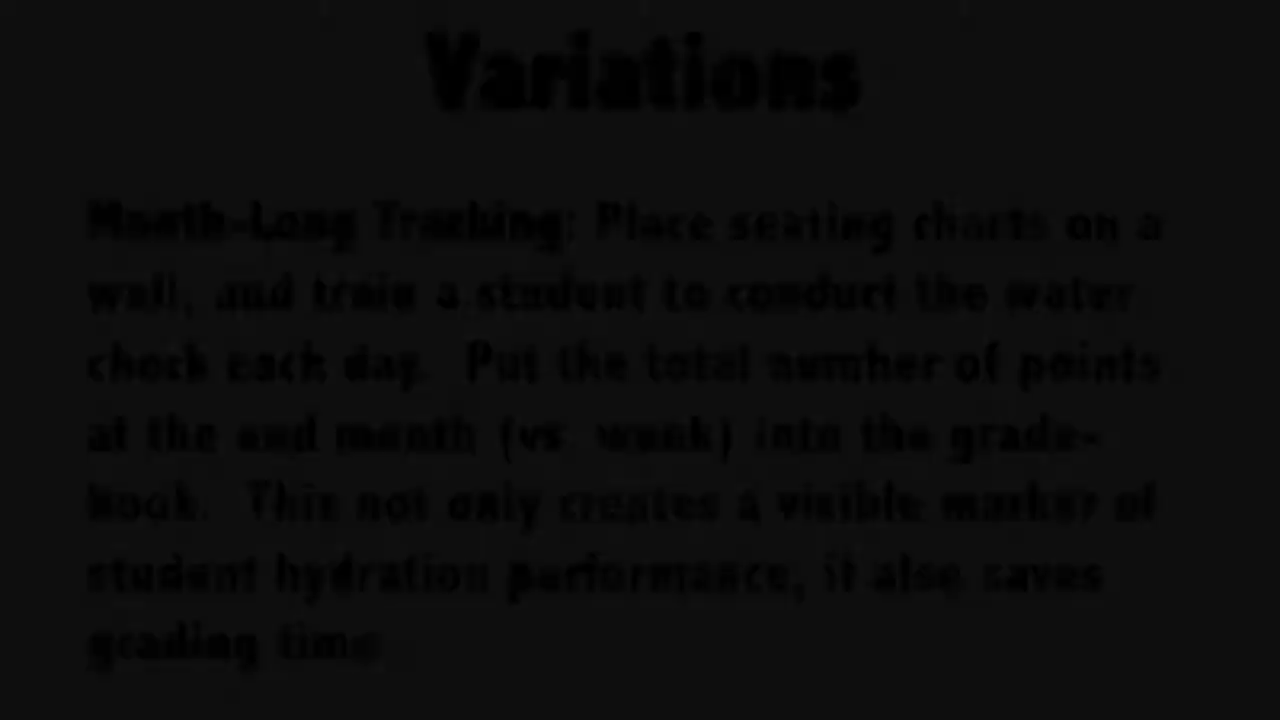 Variations
Month-Long Tracking: Place seating charts on a
wall, and train a student to conduct the water
check each day. Put the total number of points
at the end month (vs. week) into the grade-
book. This not only creates a visible marker of
student hydration performance, it also saves
grading time